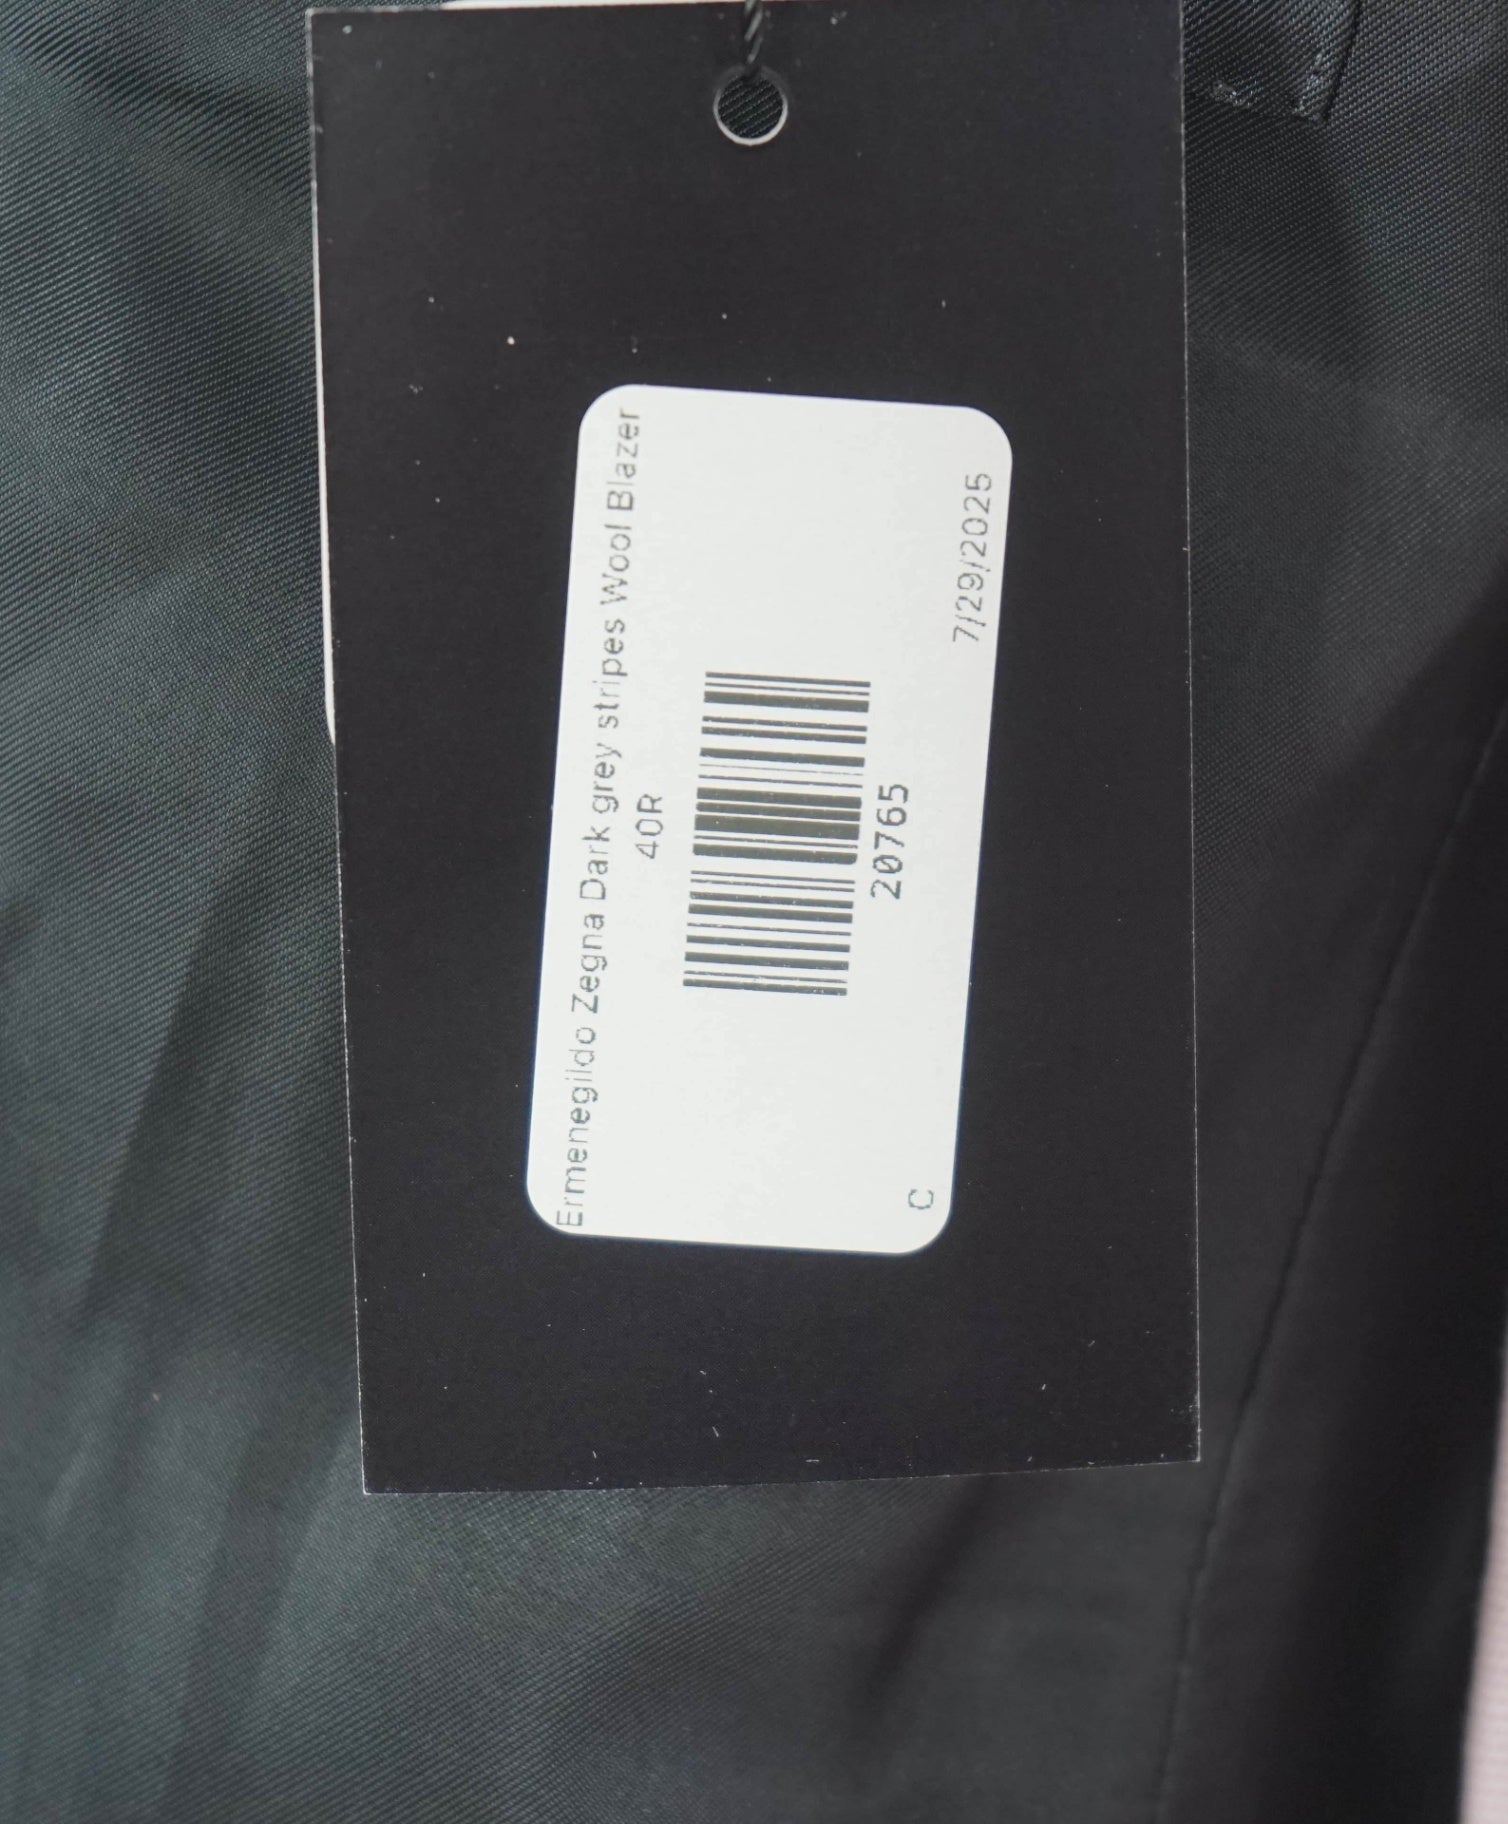 Ermenegildo Zegna Dark grey stripes Wool Blazer
40R
20765
C 7/29/2025